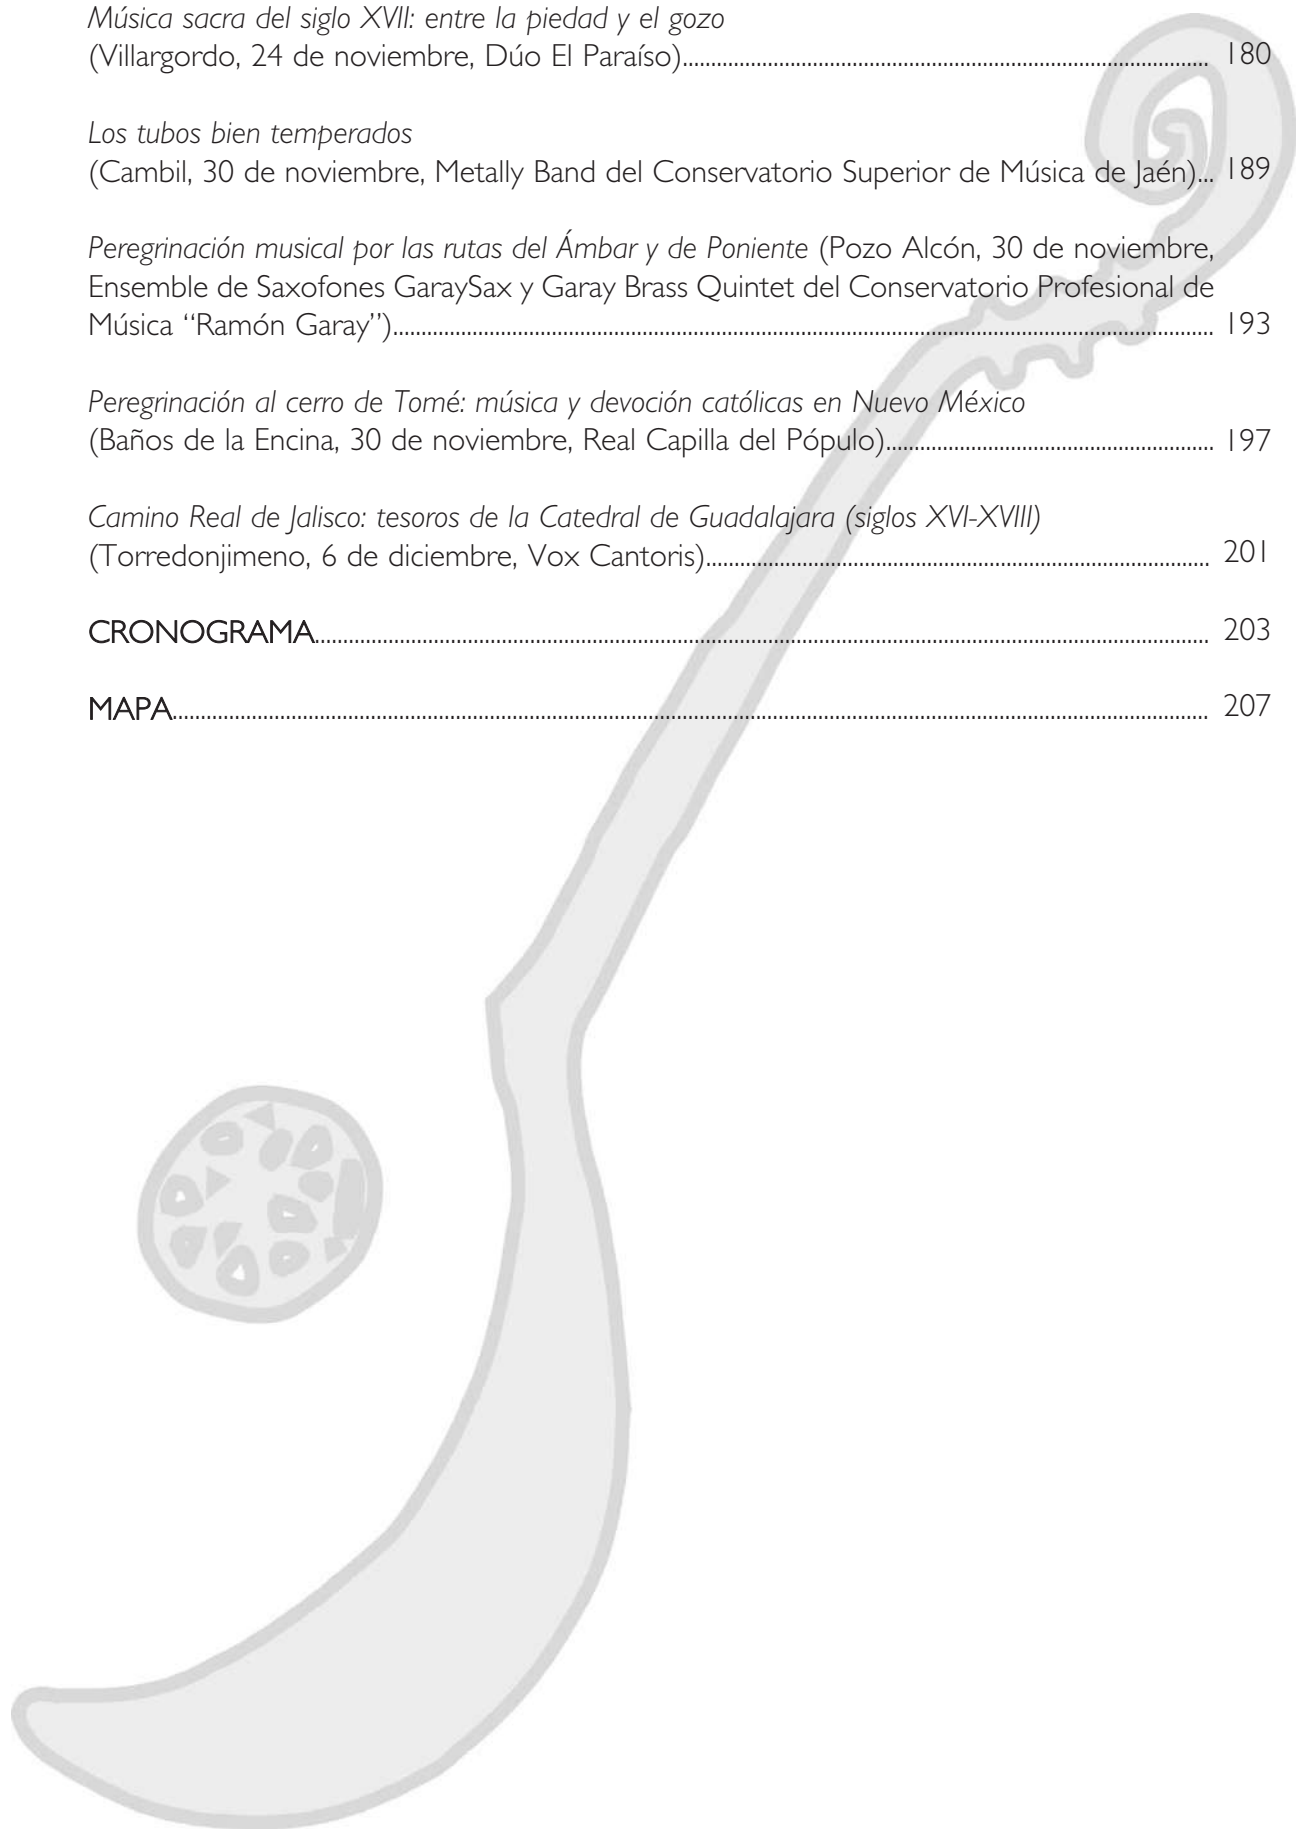 Música sacra del siglo XVII: entre la piedad y el gozo
(Villargordo, 24 de noviembre, Dúo El Paraíso)............................................................ 180
Los tubos bien temperados
(Cambil, 30 de noviembre, Metally Band del Conservatorio Superior de Música de Jaén)... 189
Peregrinación musical por las rutas del Ámbar y de Poniente (Pozo Alcón, 30 de noviembre,
Ensemble de Saxofones GaraySax y Garay Brass Quintet del Conservatorio Profesional de
Música “Ramón Garay”)............................................................ 193
Peregrinación al cerro de Tomé: música y devoción católicas en Nuevo México
(Baños de la Encina, 30 de noviembre, Real Capilla del Pópulo)............................................................ 197
Camino Real de Jalisco: tesoros de la Catedral de Guadalajara (siglos XVI-XVIII)
(Torredonjimeno, 6 de diciembre, Vox Cantoris)............................................................ 201
CRONOGRAMA............................................................ 203
MAPA............................................................ 207